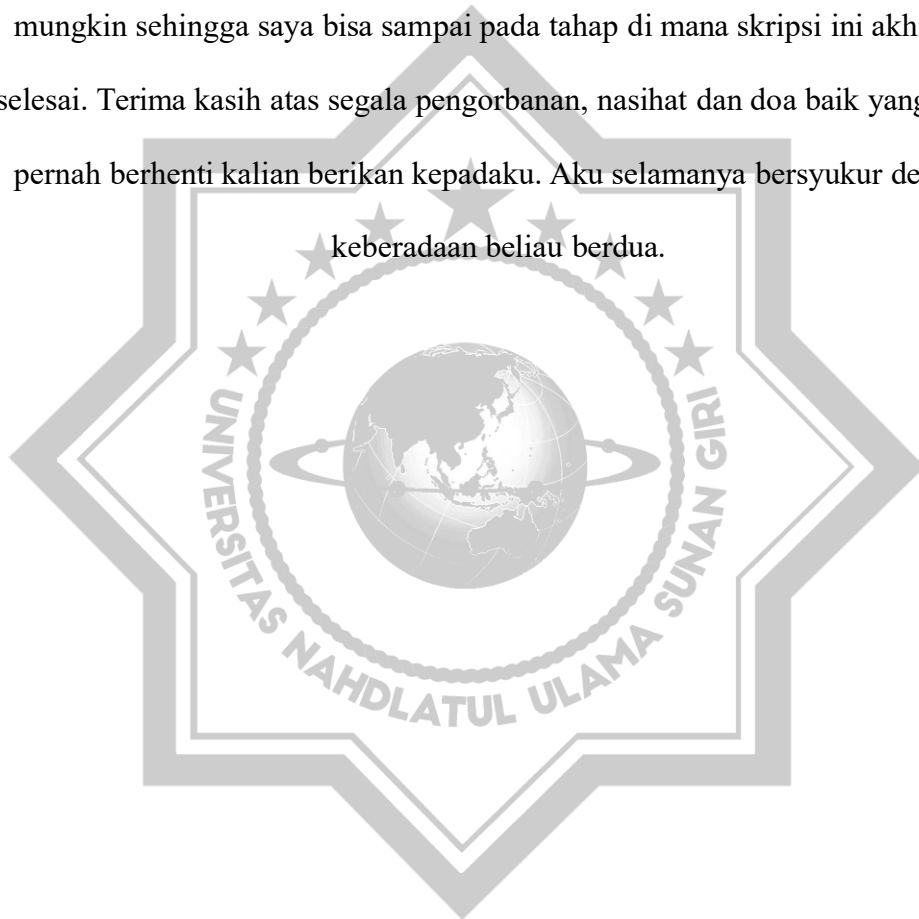 mungkin sehingga saya bisa sampai pada tahap di mana skripsi ini akh
selesai. Terima kasih atas segala pengorbanan, nasihat dan doa baik yang
pernah berhenti kalian berikan kepadaku. Aku selamanya bersyukur de
keberadaan beliau berdua.
UNIVERSITAS NAHDLATUL ULAMA SUNAN GIRI